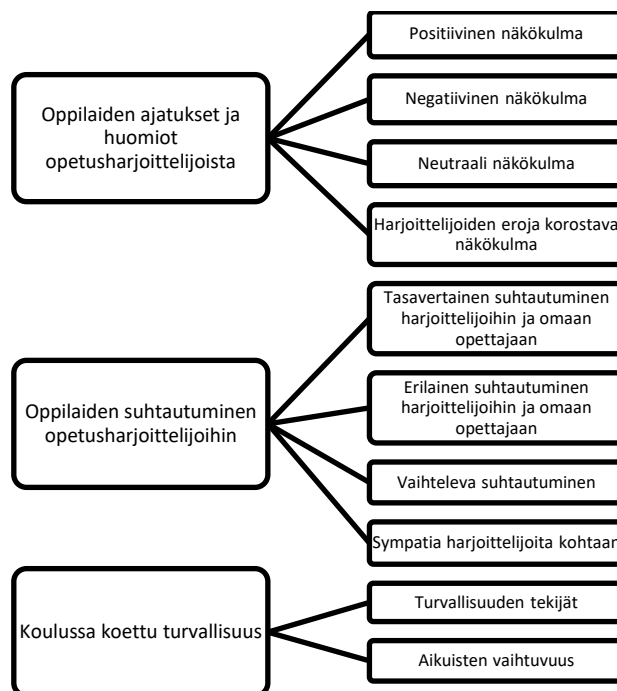 Oppilaiden ajatukset ja
huomiot
opetusharjoittelijoista
Positiivinen näkökulma
Negatiivinen näkökulma
Neutraali näkökulma
Harjoittelijoiden eroja korostava
näkökulma
Oppilaiden suhtautuminen
opetusharjoittelijoihin
Tasavertainen suhtautuminen
harjoittelijoihin ja omaan
opettajaan
Erilainen suhtautuminen
harjoittelijoihin ja omaan
opettajaan
Vaihteleva suhtautuminen
Sympatia harjoittelijoita kohtaan
Koulussa koettu turvallisuus
Turvallisuuden tekijät
Aikuisten vaihtuvuus